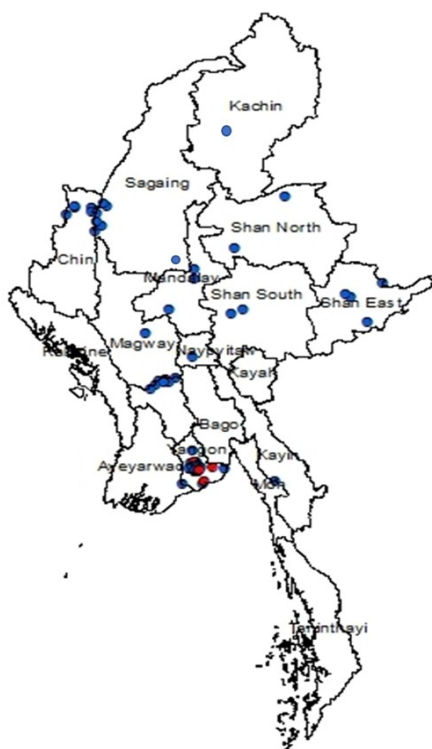 Kachin
Sagaing
Shan North
Chin
Mandalay
Shan South
Shan East
Magway
Rakhine
Naypyitaw
Kayah
Bago
Yangon
Ayeyarwady
Kayin
Mon
Tanintharyi